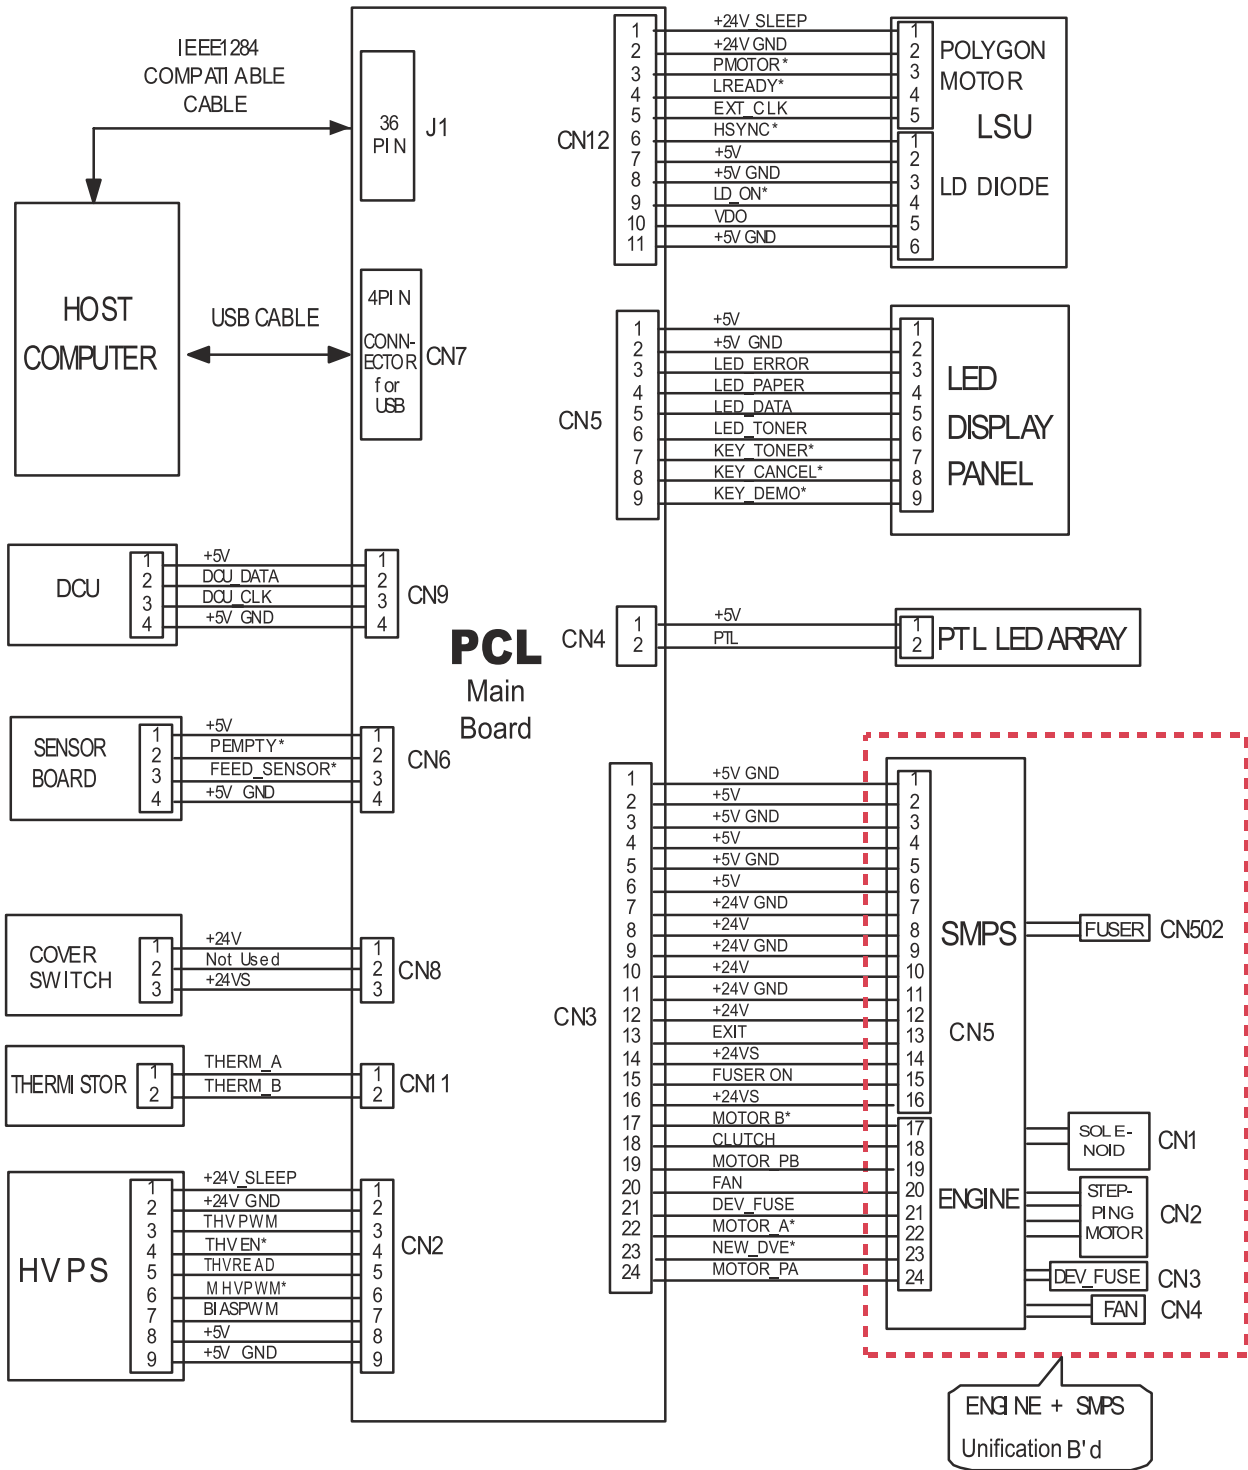 IEEE1284
COMPATIABLE
CABLE
36
PIN
J1
HOST
COMPUTER
USB CABLE
4PIN
CONN-
ECTOR
for
USB
CN7
DCU
1
2
3
4
+5V
DCU_DATA
DCU_CLK
+5V GND
1
2
3
4
CN9
PCL
Main
Board
SENSOR
BOARD
1
2
3
4
+5V
PEMPTY*
FEED_SENSOR*
+5V GND
1
2
3
4
CN6
COVER
SWITCH
1
2
3
+24V
Not Used
+24VS
1
2
3
CN8
THERMISTOR
1
2
THERM_A
THERM_B
1
2
CN11
HVPS
1
2
3
4
5
6
7
8
9
+24V_SLEEP
+24V GND
THVPWM
THVEN*
THVREAD
MHVPWM*
BIASPWM
+5V
+5V GND
1
2
3
4
5
6
7
8
9
CN2
CN12
1
2
3
4
5
6
7
8
9
10
11
+24V_SLEEP
+24V GND
PMOTOR*
LREADY*
EXT_CLK
HSYNC*
+5V
+5V GND
LD_ON*
VDO
+5V GND
1
2
3
4
5
1
2
3
4
5
6
POLYGON
MOTOR
LSU
LD DIODE
CN5
1
2
3
4
5
6
7
8
9
+5V
+5V GND
LED_ERROR
LED_PAPER
LED_DATA
LED_TONER
KEY_TONER*
KEY_CANCEL*
KEY_DEMO*
1
2
3
4
5
6
7
8
9
LED
DISPLAY
PANEL
CN4
1
2
+5V
PTL
1
2
PTL LED ARRAY
CN3
1
2
3
4
5
6
7
8
9
10
11
12
13
14
15
16
17
18
19
20
21
22
23
24
+5V GND
+5V
+5V GND
+5V
+5V GND
+5V
+24V GND
+24V
+24V GND
+24V
+24V GND
+24V
EXIT
+24VS
FUSER ON
+24VS
MOTOR B*
CLUTCH
MOTOR_PB
FAN
DEV_FUSE
MOTOR_A*
NEW_DVE*
MOTOR_PA
1
2
3
4
5
6
7
8
9
10
11
12
13
14
15
16
17
18
19
20
21
22
23
24
SMPS
CN5
ENGINE
FUSER
CN502
SOLE-
NOID
CN1
STEP-
PING
MOTOR
CN2
DEV_FUSE
CN3
FAN
CN4
ENGINE + SMPS
Unification B'd